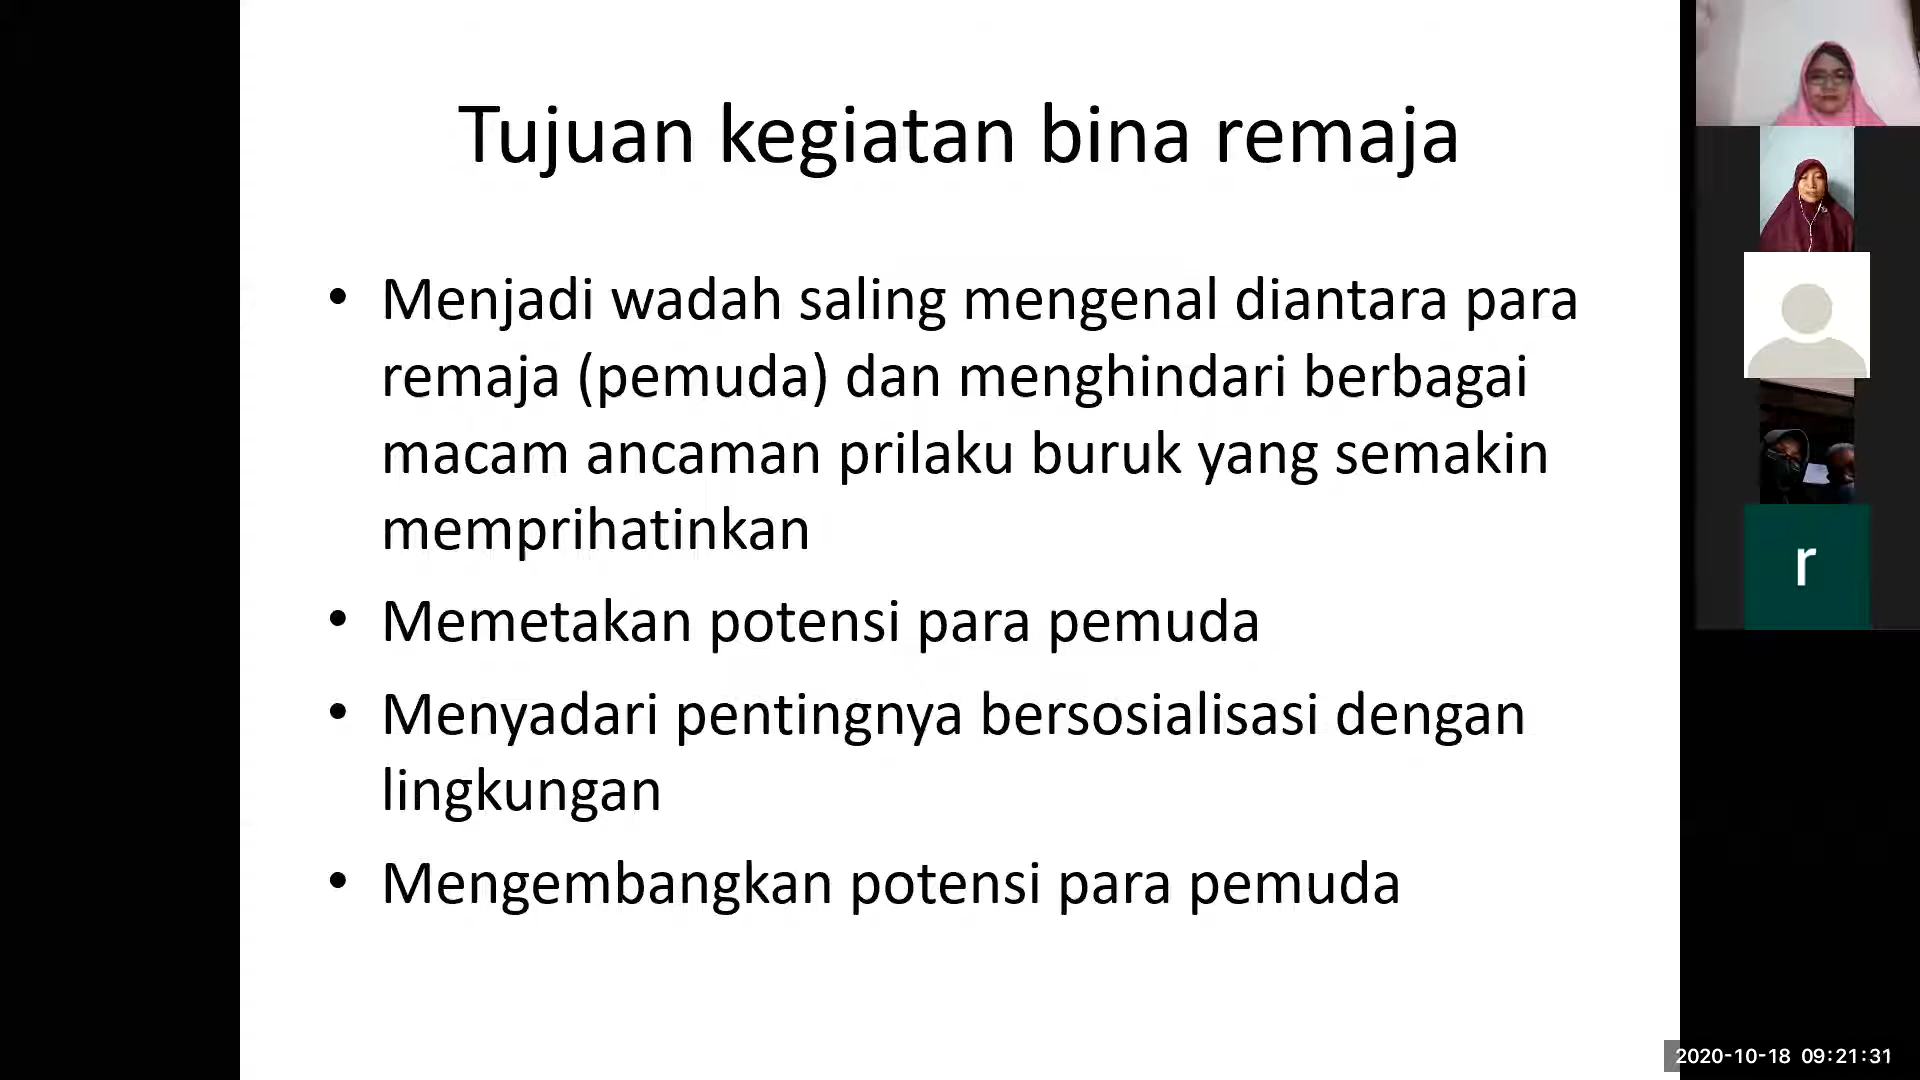 Tujuan kegiatan bina remaja
• Menjadi wadah saling mengenal diantara para
remaja (pemuda) dan menghindari berbagai
macam ancaman prilaku buruk yang semakin
memprihatinkan
• Memetakan potensi para pemuda
• Menyadari pentingnya bersosialisasi dengan
lingkungan
• Mengembangkan potensi para pemuda
r
2020-10-18 09:21:31